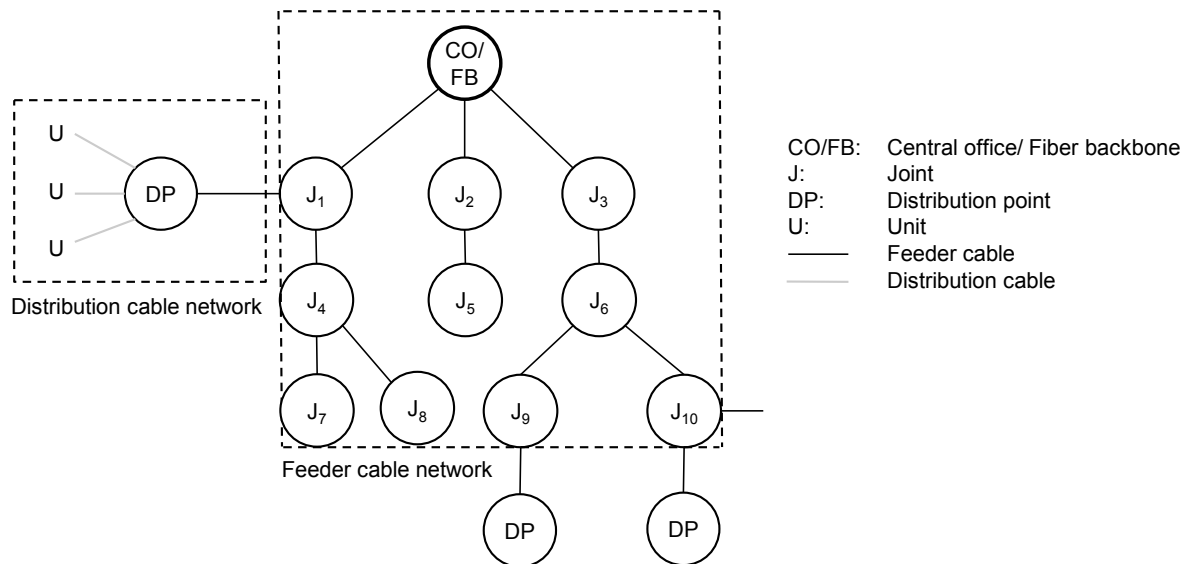 CO/
FB
U
U
U
DP
J1
J2
J3
J4
J5
J6
Distribution cable network
J7
J8
J9
J10
Feeder cable network
DP
DP
CO/FB: Central office/ Fiber backbone
J: Joint
DP: Distribution point
U: Unit
Feeder cable
Distribution cable